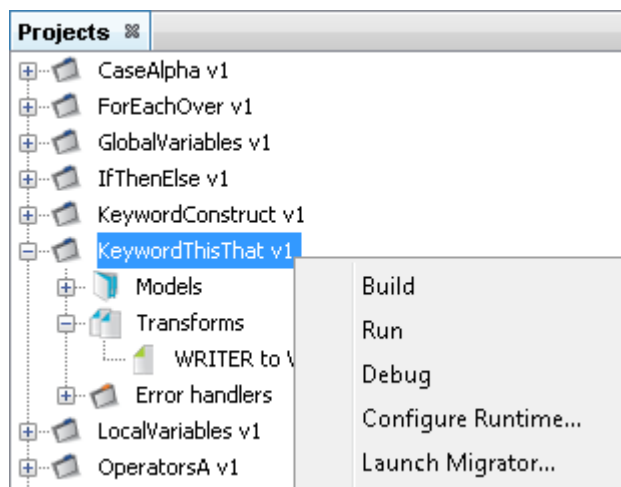 Projects
CaseAlpha v1
ForEachOver v1
GlobalVariables v1
IfThenElse v1
KeywordConstruct v1
KeywordThisThat v1
Models
Transforms
WRITER to
Error handlers
LocalVariables v1
OperatorsA v1
Build
Run
Debug
Configure Runtime...
Launch Migrator...